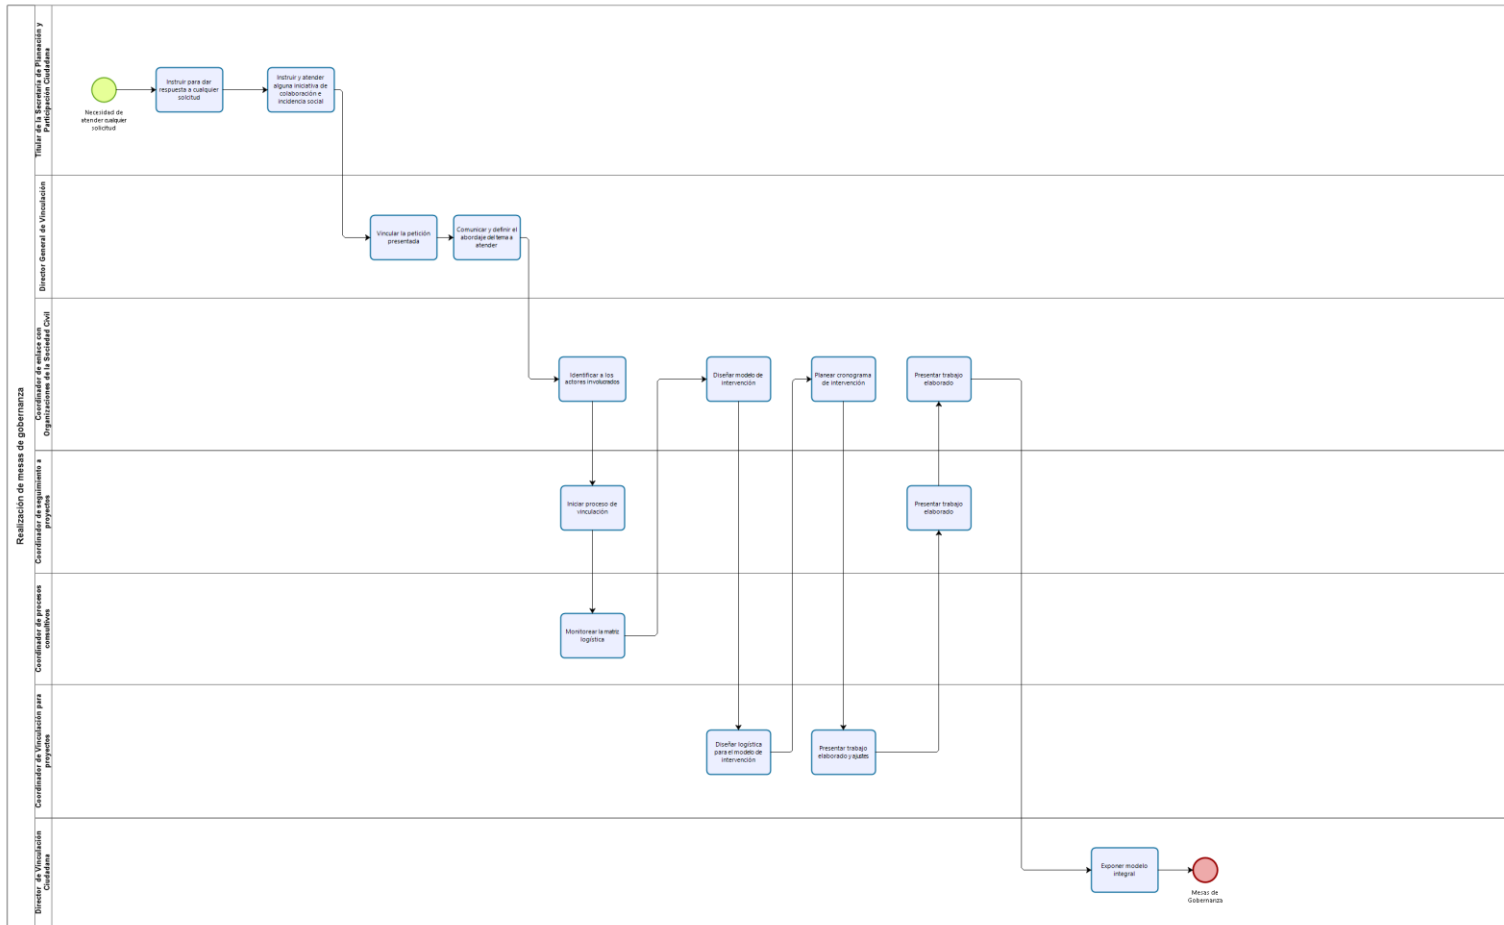 Realización de mesas de gobernanza
Titular de la Secretaría de Planeación y
Participación Ciudadana
Necesidad de
atender cualquier
solicitud
Instruir para dar
respuesta a cualquier
solicitud
Instruir y atender
alguna iniciativa de
colaboración e
incidencia social
Director General de Vinculación
Vincular la petición
presentada
Comunicar y definir el
abordaje del tema a
atender
Coordinador de enlace con
Organizaciones de la Sociedad Civil
Identificar a los
actores involucrados
Diseñar modelo de
intervención
Planear cronograma
de intervención
Presentar trabajo
elaborado
Coordinador de seguimiento a
proyectos
Iniciar proceso de
vinculación
Presentar trabajo
elaborado
Coordinador de procesos
consultivos
Monitorear la matriz
logística
Coordinador de Vinculación para
proyectos
Diseñar logística
para el modelo de
intervención
Presentar trabajo
elaborado y ajustes
Director de Vinculación
Ciudadana
Exponer modelo
integral
Mesas de
Gobernanza